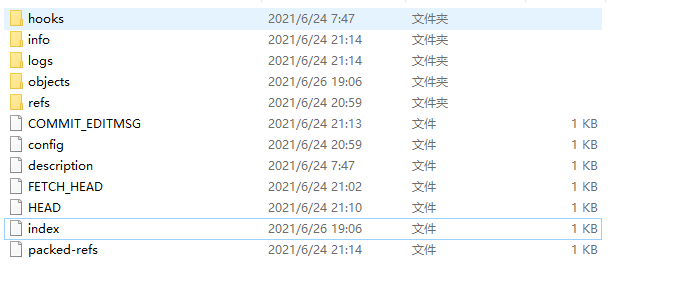 hooks 2021/6/24 7:47 文件夹
info 2021/6/24 21:14 文件夹
logs 2021/6/24 21:14 文件夹
objects 2021/6/26 19:06 文件夹
refs 2021/6/24 20:59 文件夹
COMMIT_EDITMSG 2021/6/24 21:13 文件 1 KB
config 2021/6/24 20:59 文件 1 KB
description 2021/6/24 7:47 文件 1 KB
FETCH_HEAD 2021/6/24 21:02 文件 1 KB
HEAD 2021/6/24 21:10 文件 1 KB
index 2021/6/26 19:06 文件 1 KB
packed-refs 2021/6/24 21:14 文件 1 KB